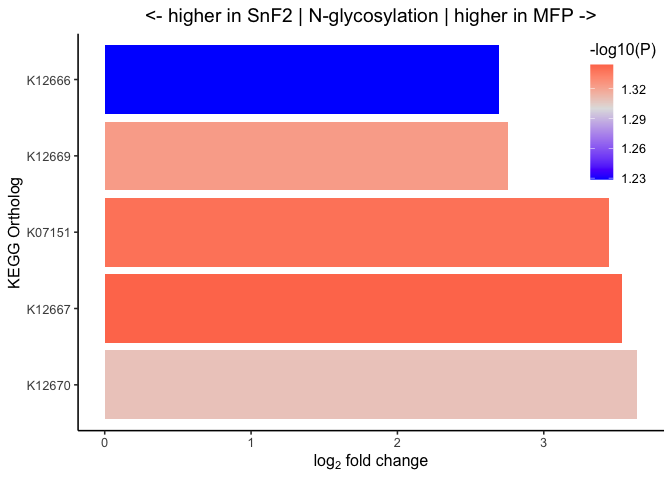 <- higher in SnF2 | N-glycosylation | higher in MFP ->
-log10(P)
1.32
1.29
1.26
1.23
KEGG Ortholog
K12666
K12669
K07151
K12667
K12670
0 1 2 3
log2 fold change